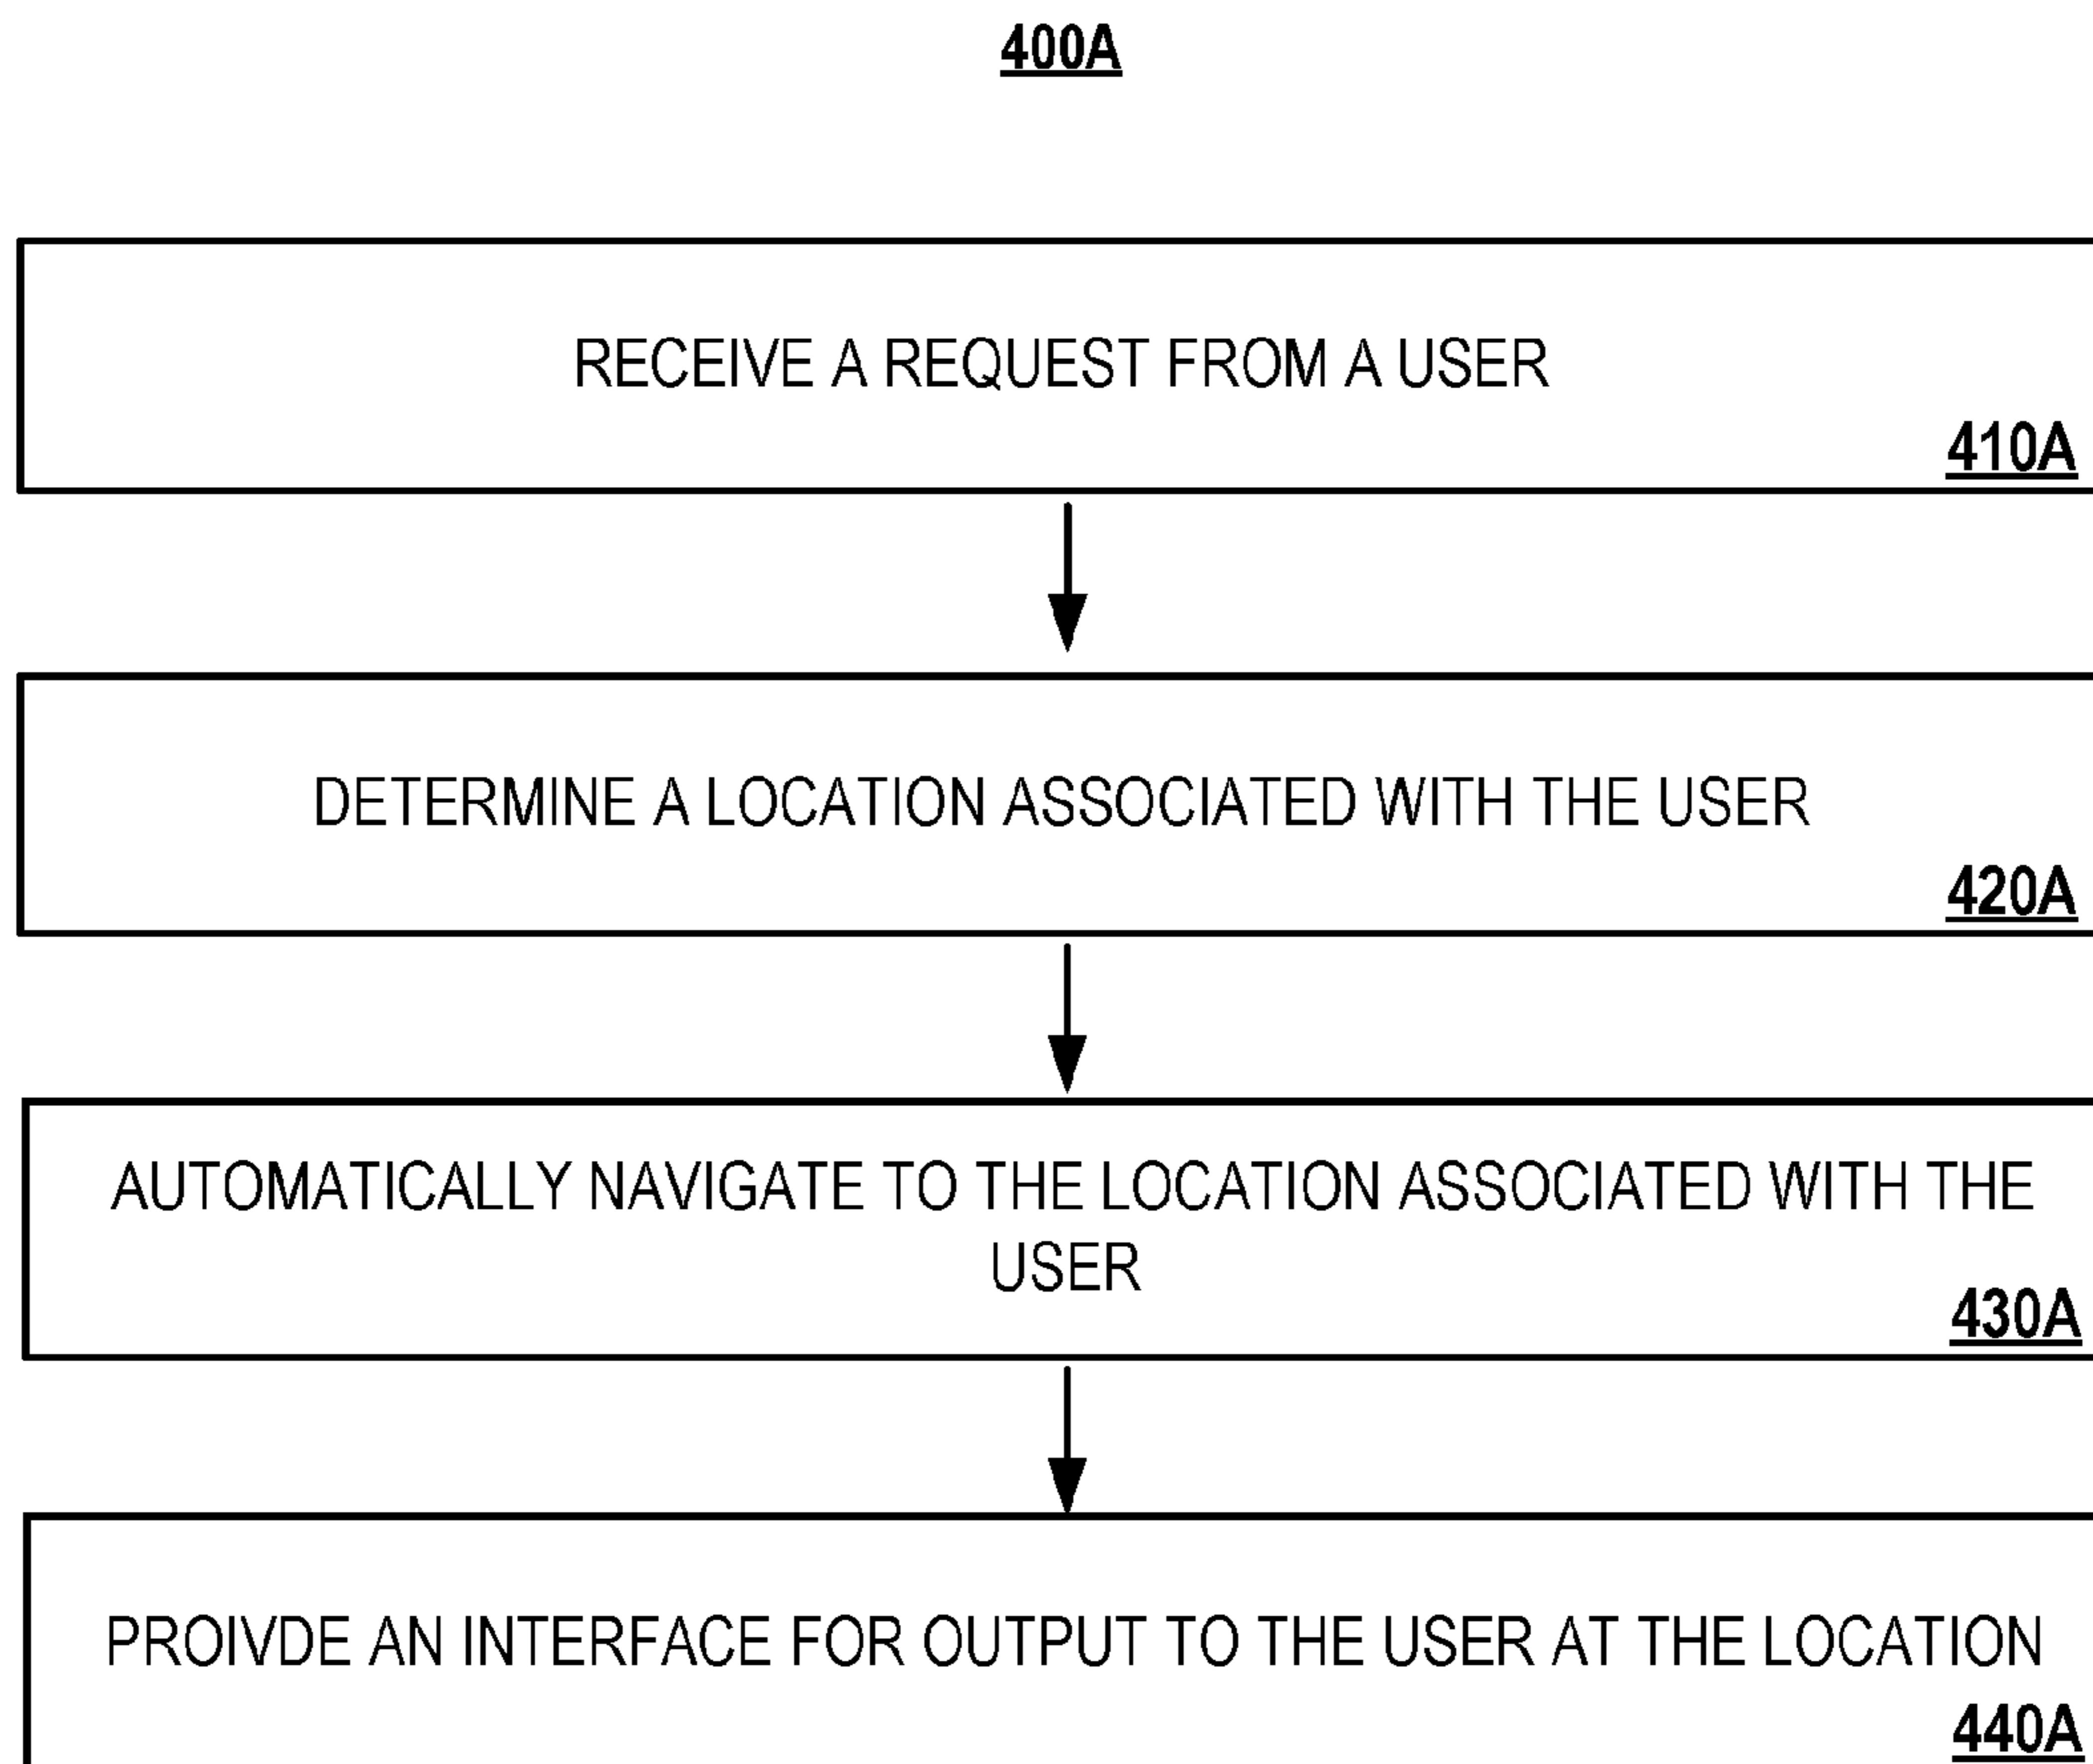 400A
RECEIVE A REQUEST FROM A USER
410A
DETERMINE A LOCATION ASSOCIATED WITH THE USER
420A
AUTOMATICALLY NAVIGATE TO THE LOCATION ASSOCIATED WITH THE
USER
430A
PROIVDE AN INTERFACE FOR OUTPUT TO THE USER AT THE LOCATION
440A